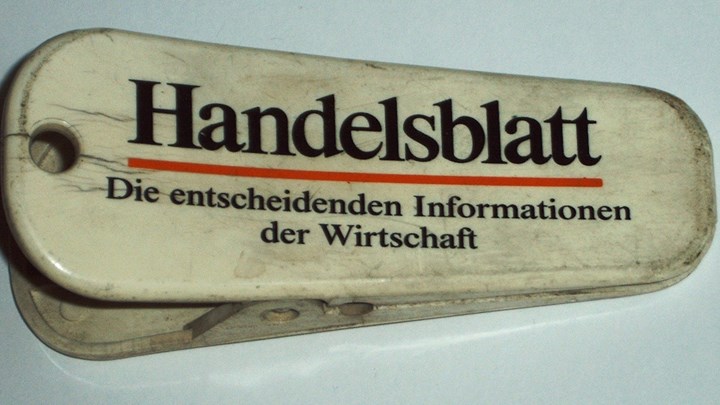 Handelsblatt
Die entscheidenden Informationen
der Wirtschaft